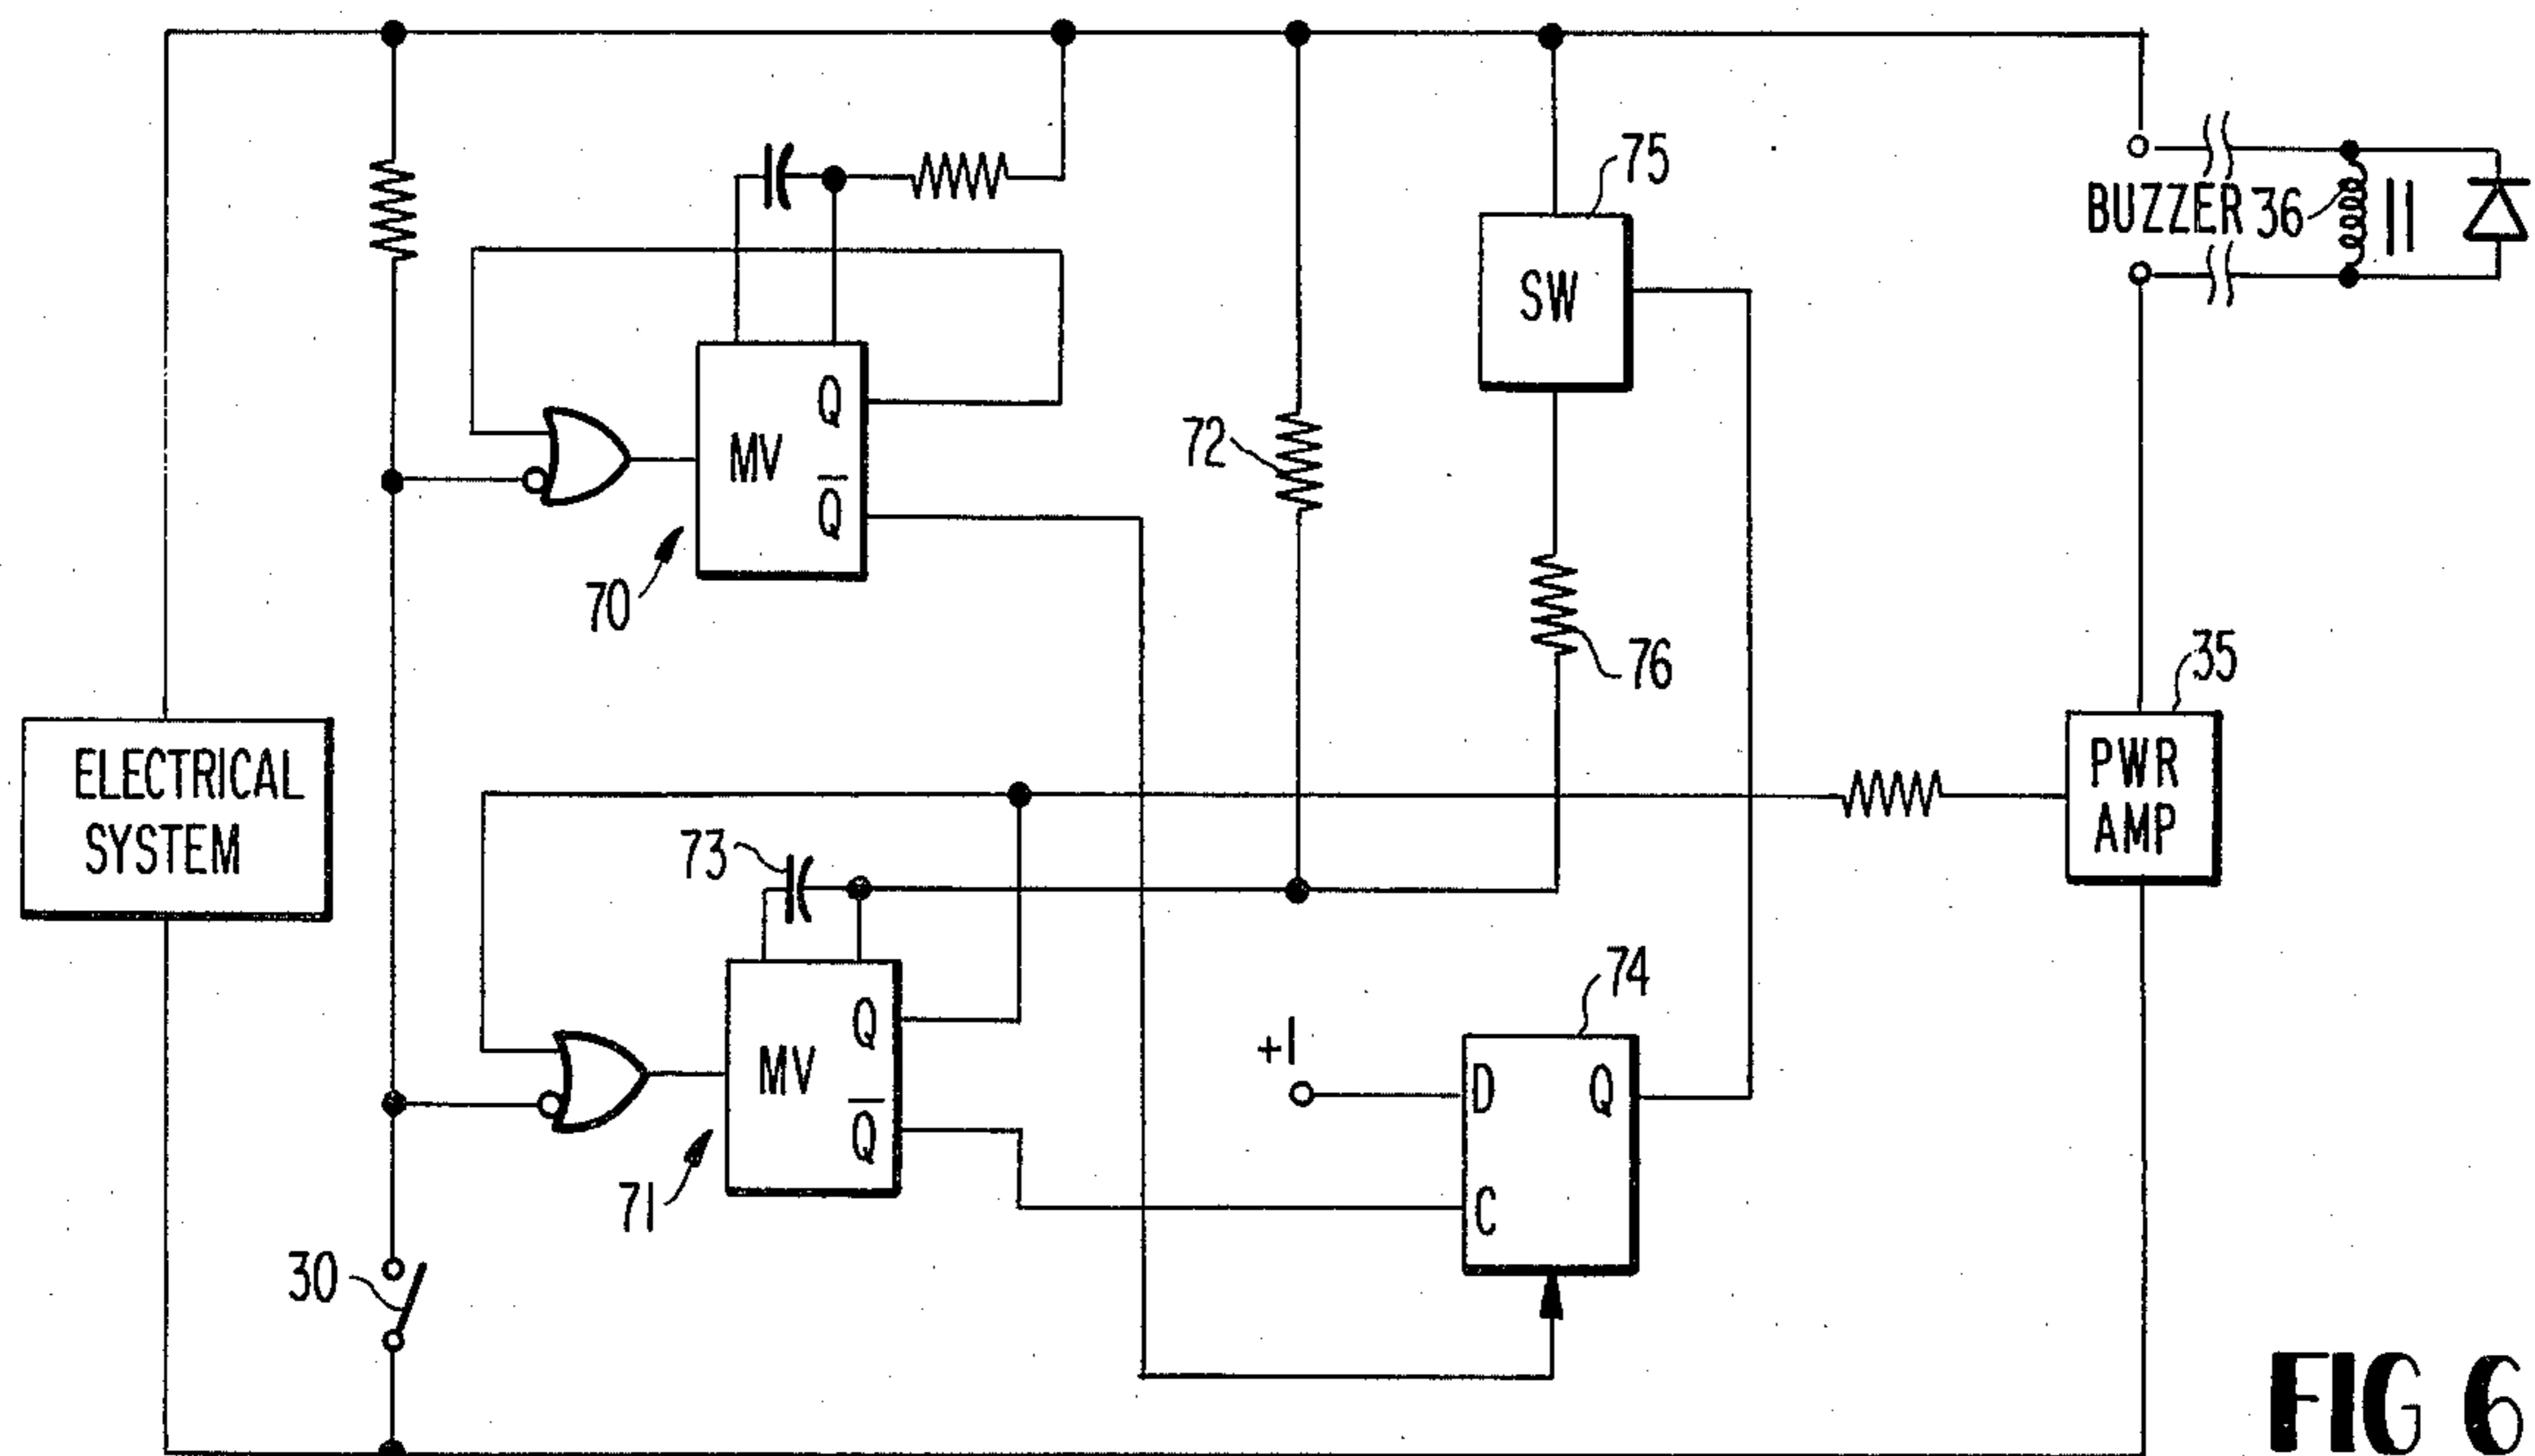 75
BUZZER 36
SW
Q
MV
Q̅
72
70
76
35
ELECTRICAL
SYSTEM
PWR
AMP
73
74
+1
Q
MV
Q̅
D
Q
C
71
30
FIG 6